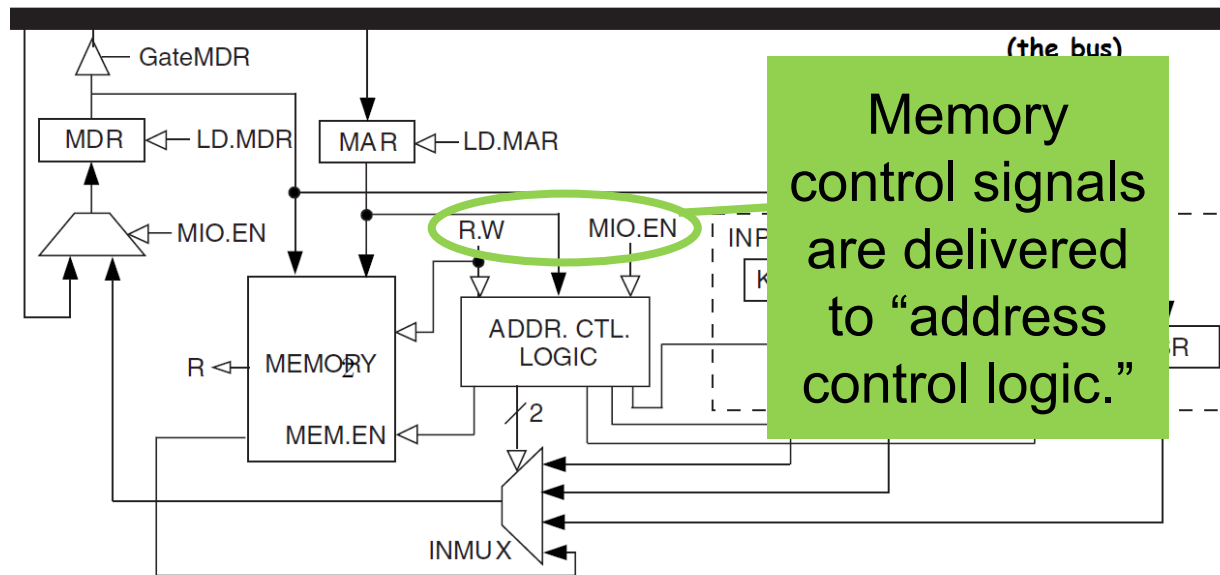 (the bus)
GateMDR
Memory
control signals
are delivered
to “address
control logic.”
MDR
LD.MDR
MAR
LD.MAR
MIO.EN
R.W
MIO.EN
INP
K
ADDR. CTL.
LOGIC
R
MEMORY
2
MEM.EN
2
INMUX